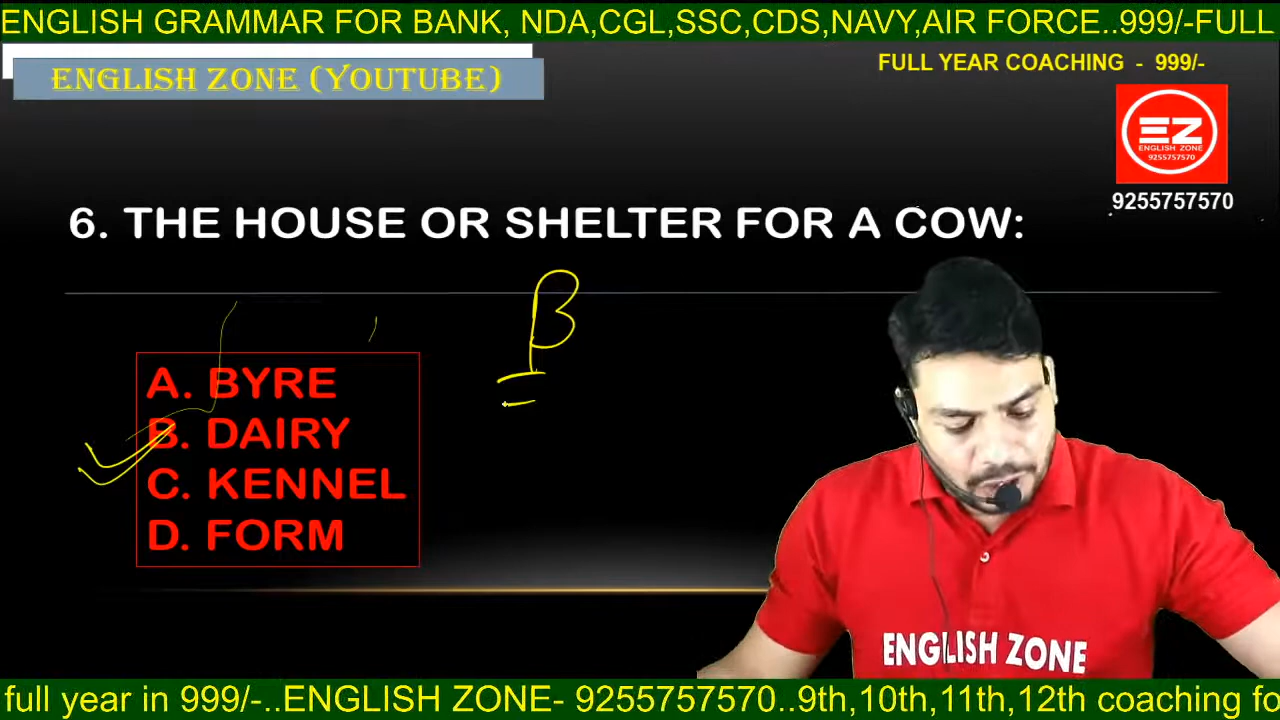 ENGLISH GRAMMAR FOR BANK, NDA,CGL,SSC,CDS,NAVY,AIR FORCE..999/-FULL
ENGLISH ZONE (YOUTUBE)
FULL YEAR COACHING - 999/-
EZ
ENGLISH ZONE
9255757570
9255757570
6. THE HOUSE OR SHELTER FOR A COW:
B
A. BYRE
B. DAIRY
C. KENNEL
D. FORM
ENGLISH ZONE
full year in 999/-..ENGLISH ZONE- 9255757570..9th,10th,11th,12th coaching fo